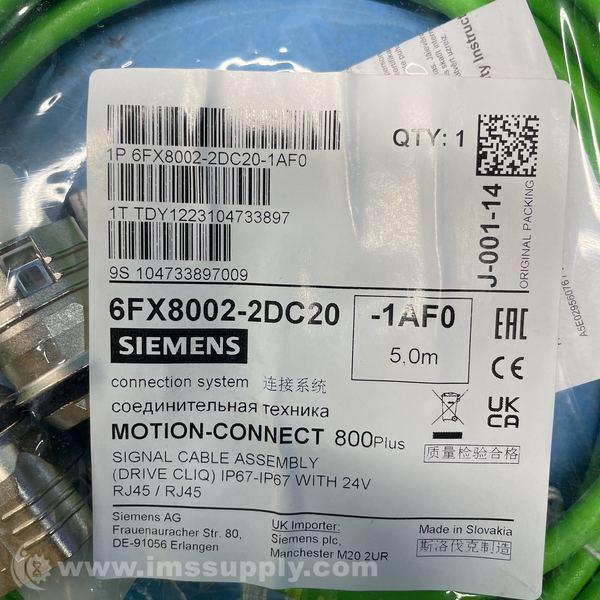 1P 6FX8002-2DC20-1AF0
QTY: 1
1T TDY1223104733897
9S 104733897009
J-001-14
ORIGINAL PACKING
6FX8002-2DC20
-1AF0
5,0m
SIEMENS
EAC
CE
UK
CA
connection system 连接系统
соединительная техника
MOTION-CONNECT 800Plus
质量检验合格
SIGNAL CABLE ASSEMBLY
(DRIVE CLIQ) IP67-IP67 WITH 24V
RJ45 / RJ45
Siemens AG
Frauenauracher Str. 80,
DE-91056 Erlangen
UK Importer:
Siemens plc,
Manchester M20 2UR
Made in Slovakia
斯洛伐克制造
© www.imssupply.com